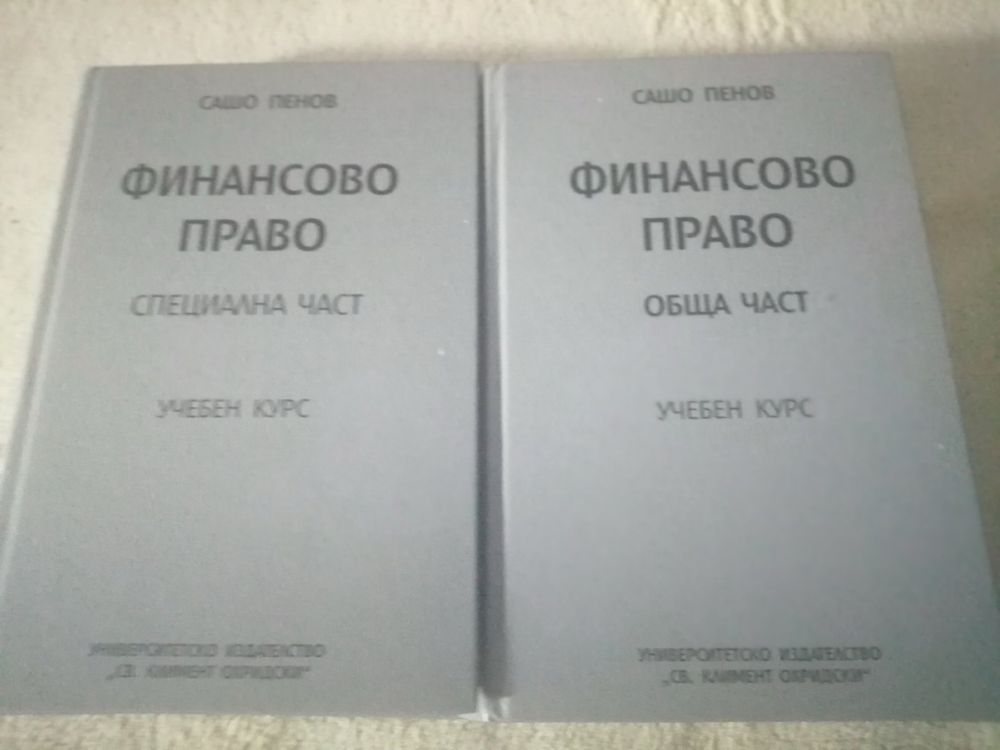 САШО ПЕНОВ
ФИНАНСОВО
ПРАВО
СПЕЦИАЛНА ЧАСТ
УЧЕБЕН КУРС
УНИВЕРСИТЕТСКО ИЗДАТЕЛСТВО
„СВ. КЛИМЕНТ ОХРИДСКИ“
САШО ПЕНОВ
ФИНАНСОВО
ПРАВО
ОБЩА ЧАСТ
УЧЕБЕН КУРС
УНИВЕРСИТЕТСКО ИЗДАТЕЛСТВО
„СВ. КЛИМЕНТ ОХРИДСКИ“